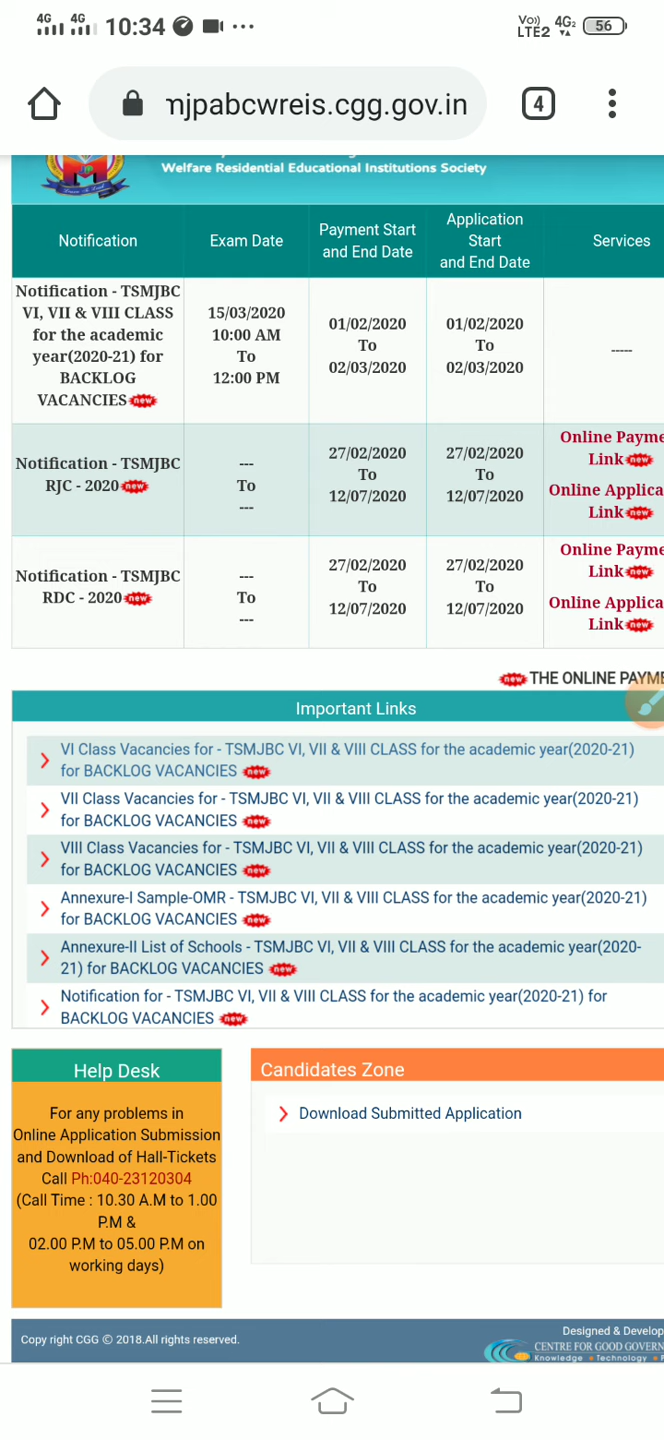 4G 4G 10:34 ••• Vo)) LTE2 4G2 56
mjpabcwreis.cgg.gov.in 4
Welfare Residential Educational Institutions Society
Notification
Exam Date
Payment Start
and End Date
Application
Start
and End Date
Services
Notification - TSMJBC
VI, VII & VIII CLASS
for the academic
year(2020-21) for
BACKLOG
VACANCIES new
15/03/2020
10:00 AM
To
12:00 PM
01/02/2020
To
02/03/2020
01/02/2020
To
02/03/2020
-----
Notification - TSMJBC
RJC - 2020 new
---
To
---
27/02/2020
To
12/07/2020
27/02/2020
To
12/07/2020
Online Payme
Link new
Online Applica
Link new
Notification - TSMJBC
RDC - 2020 new
---
To
---
27/02/2020
To
12/07/2020
27/02/2020
To
12/07/2020
Online Payme
Link new
Online Applica
Link new
new THE ONLINE PAYME
Important Links
VI Class Vacancies for - TSMJBC VI, VII & VIII CLASS for the academic year(2020-21)
for BACKLOG VACANCIES new
VII Class Vacancies for - TSMJBC VI, VII & VIII CLASS for the academic year(2020-21)
for BACKLOG VACANCIES new
VIII Class Vacancies for - TSMJBC VI, VII & VIII CLASS for the academic year(2020-21)
for BACKLOG VACANCIES new
Annexure-I Sample-OMR - TSMJBC VI, VII & VIII CLASS for the academic year(2020-21)
for BACKLOG VACANCIES new
Annexure-II List of Schools - TSMJBC VI, VII & VIII CLASS for the academic year(2020-
21) for BACKLOG VACANCIES new
Notification for - TSMJBC VI, VII & VIII CLASS for the academic year(2020-21) for
BACKLOG VACANCIES new
Help Desk
For any problems in
Online Application Submission
and Download of Hall-Tickets
Call Ph:040-23120304
(Call Time : 10.30 A.M to 1.00
P.M &
02.00 P.M to 05.00 P.M on
working days)
Candidates Zone
Download Submitted Application
Copy right CGG © 2018.All rights reserved.
Designed & Develop
CENTRE FOR GOOD GOVERN
Knowledge Technology P